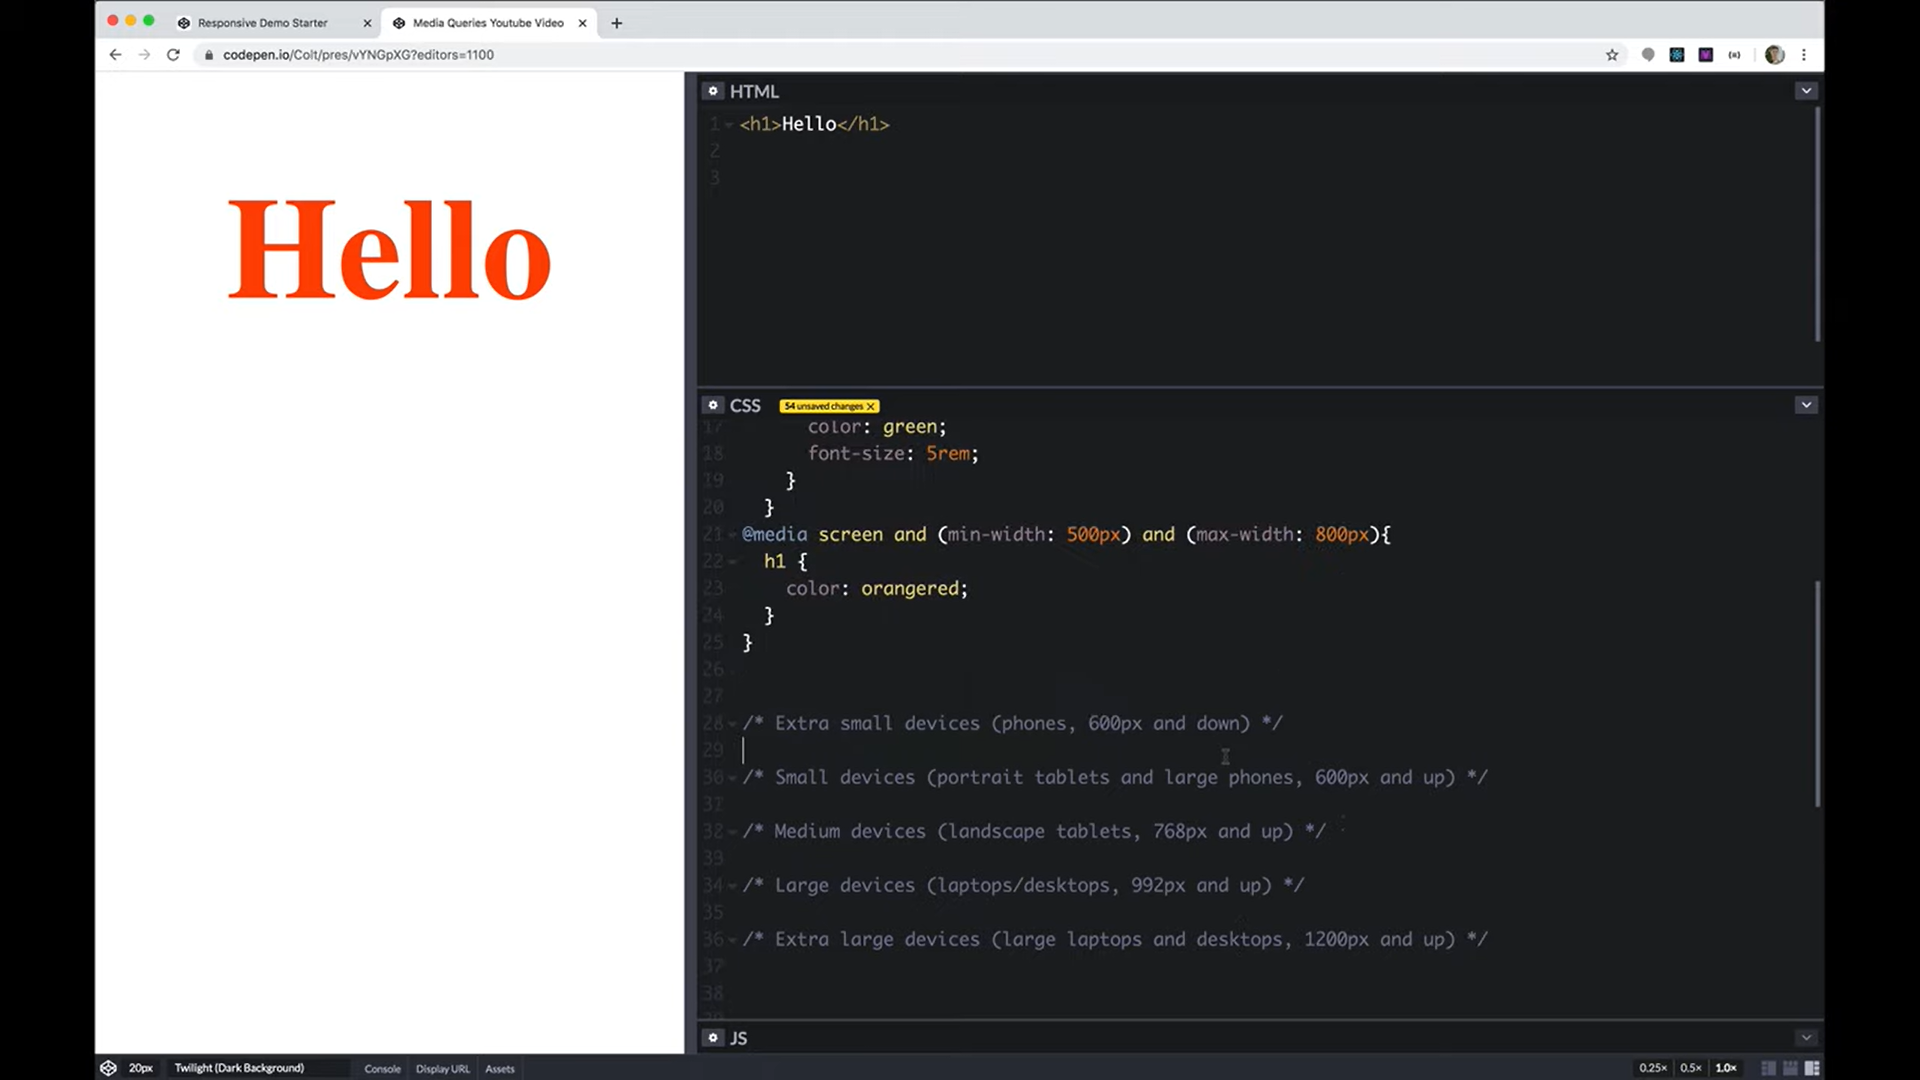 Responsive Demo Starter
Media Queries Youtube Video
codepen.io/Colt/pres/vYNGpXG?editors=1100
Hello
HTML
1 <h1>Hello</h1>
2
3
CSS 54 unsaved changes X
17 color: green;
18 font-size: 5rem;
19 }
20 }
21 @media screen and (min-width: 500px) and (max-width: 800px){
22 h1 {
23 color: orangered;
24 }
25 }
26
27
28 /* Extra small devices (phones, 600px and down) */
29
30 /* Small devices (portrait tablets and large phones, 600px and up) */
31
32 /* Medium devices (landscape tablets, 768px and up) */
33
34 /* Large devices (laptops/desktops, 992px and up) */
35
36 /* Extra large devices (large laptops and desktops, 1200px and up) */
37
38
JS
20px Twilight (Dark Background) Console Display URL Assets 0.25× 0.5× 1.0×